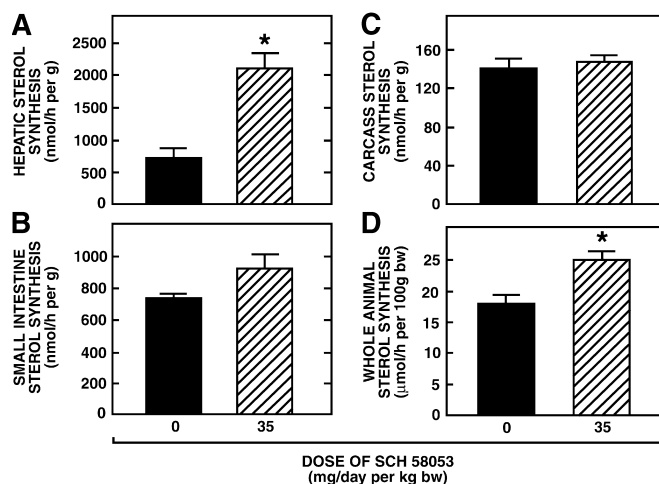 A
HEPATIC STEROL
SYNTHESIS
(nmol/h per g)
2500
2000
1500
1000
500
0
*
C
CARCASS STEROL
SYNTHESIS
(nmol/h per g)
160
120
80
40
0
B
SMALL INTESTINE
STEROL SYNTHESIS
(nmol/h per g)
1000
800
600
400
200
0
0 35
D
WHOLE ANIMAL
STEROL SYNTHESIS
(μmol/h per 100g bw)
25
20
15
10
5
0
*
0 35
DOSE OF SCH 58053
(mg/day per kg bw)